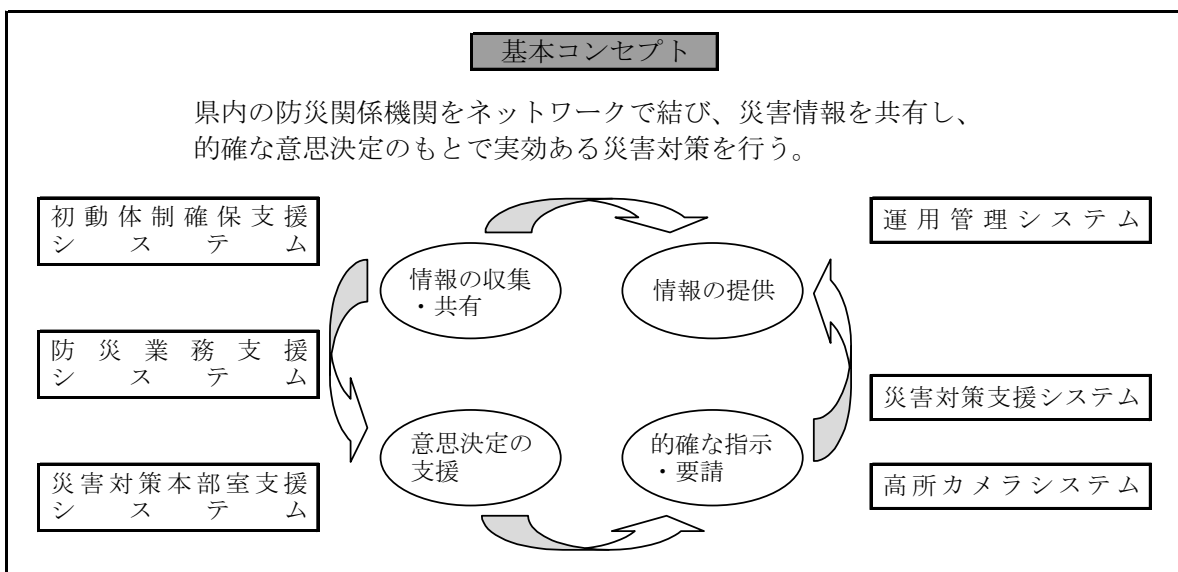 基本コンセプト
県内の防災関係機関をネットワークで結び、災害情報を共有し、
的確な意思決定のもとで実効ある災害対策を行う。
初動体制確保支援
システム
防災業務支援
システム
災害対策本部室支援
システム
情報の収集
・共有
情報の提供
意思決定の
支援
的確な指示
・要請
運用管理システム
災害対策支援システム
高所カメラシステム